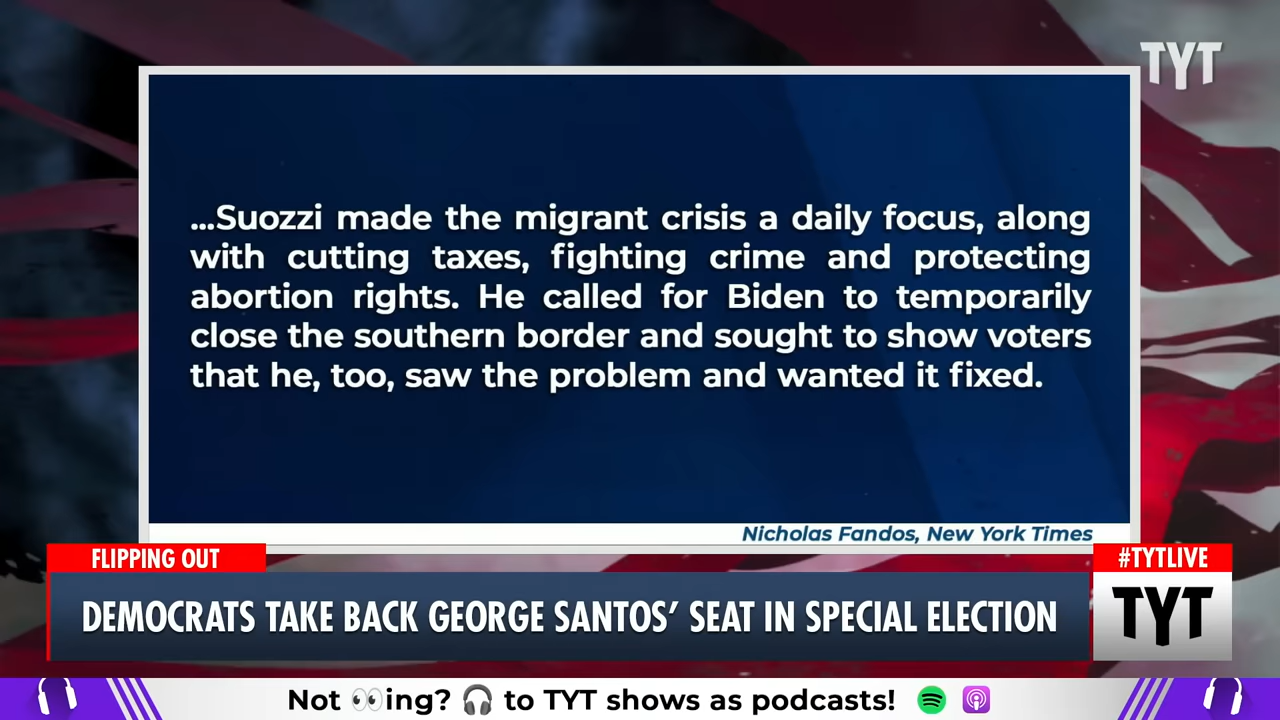 TYT
...Suozzi made the migrant crisis a daily focus, along
with cutting taxes, fighting crime and protecting
abortion rights. He called for Biden to temporarily
close the southern border and sought to show voters
that he, too, saw the problem and wanted it fixed.
Nicholas Fandos, New York Times
FLIPPING OUT
#TYTLIVE
DEMOCRATS TAKE BACK GEORGE SANTOS' SEAT IN SPECIAL ELECTION
TYT
Not 👀ing? 🎧 to TYT shows as podcasts!